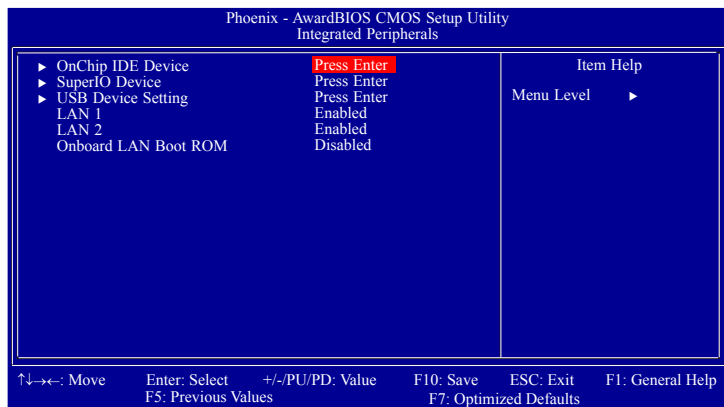 Phoenix - AwardBIOS CMOS Setup Utility
Integrated Peripherals
► OnChip IDE Device Press Enter
► SuperIO Device Press Enter
► USB Device Setting Press Enter
LAN 1 Enabled
LAN 2 Enabled
Onboard LAN Boot ROM Disabled
Item Help
Menu Level ►
↑↓→←: Move Enter: Select +/-/PU/PD: Value F10: Save ESC: Exit F1: General Help
F5: Previous Values F7: Optimized Defaults